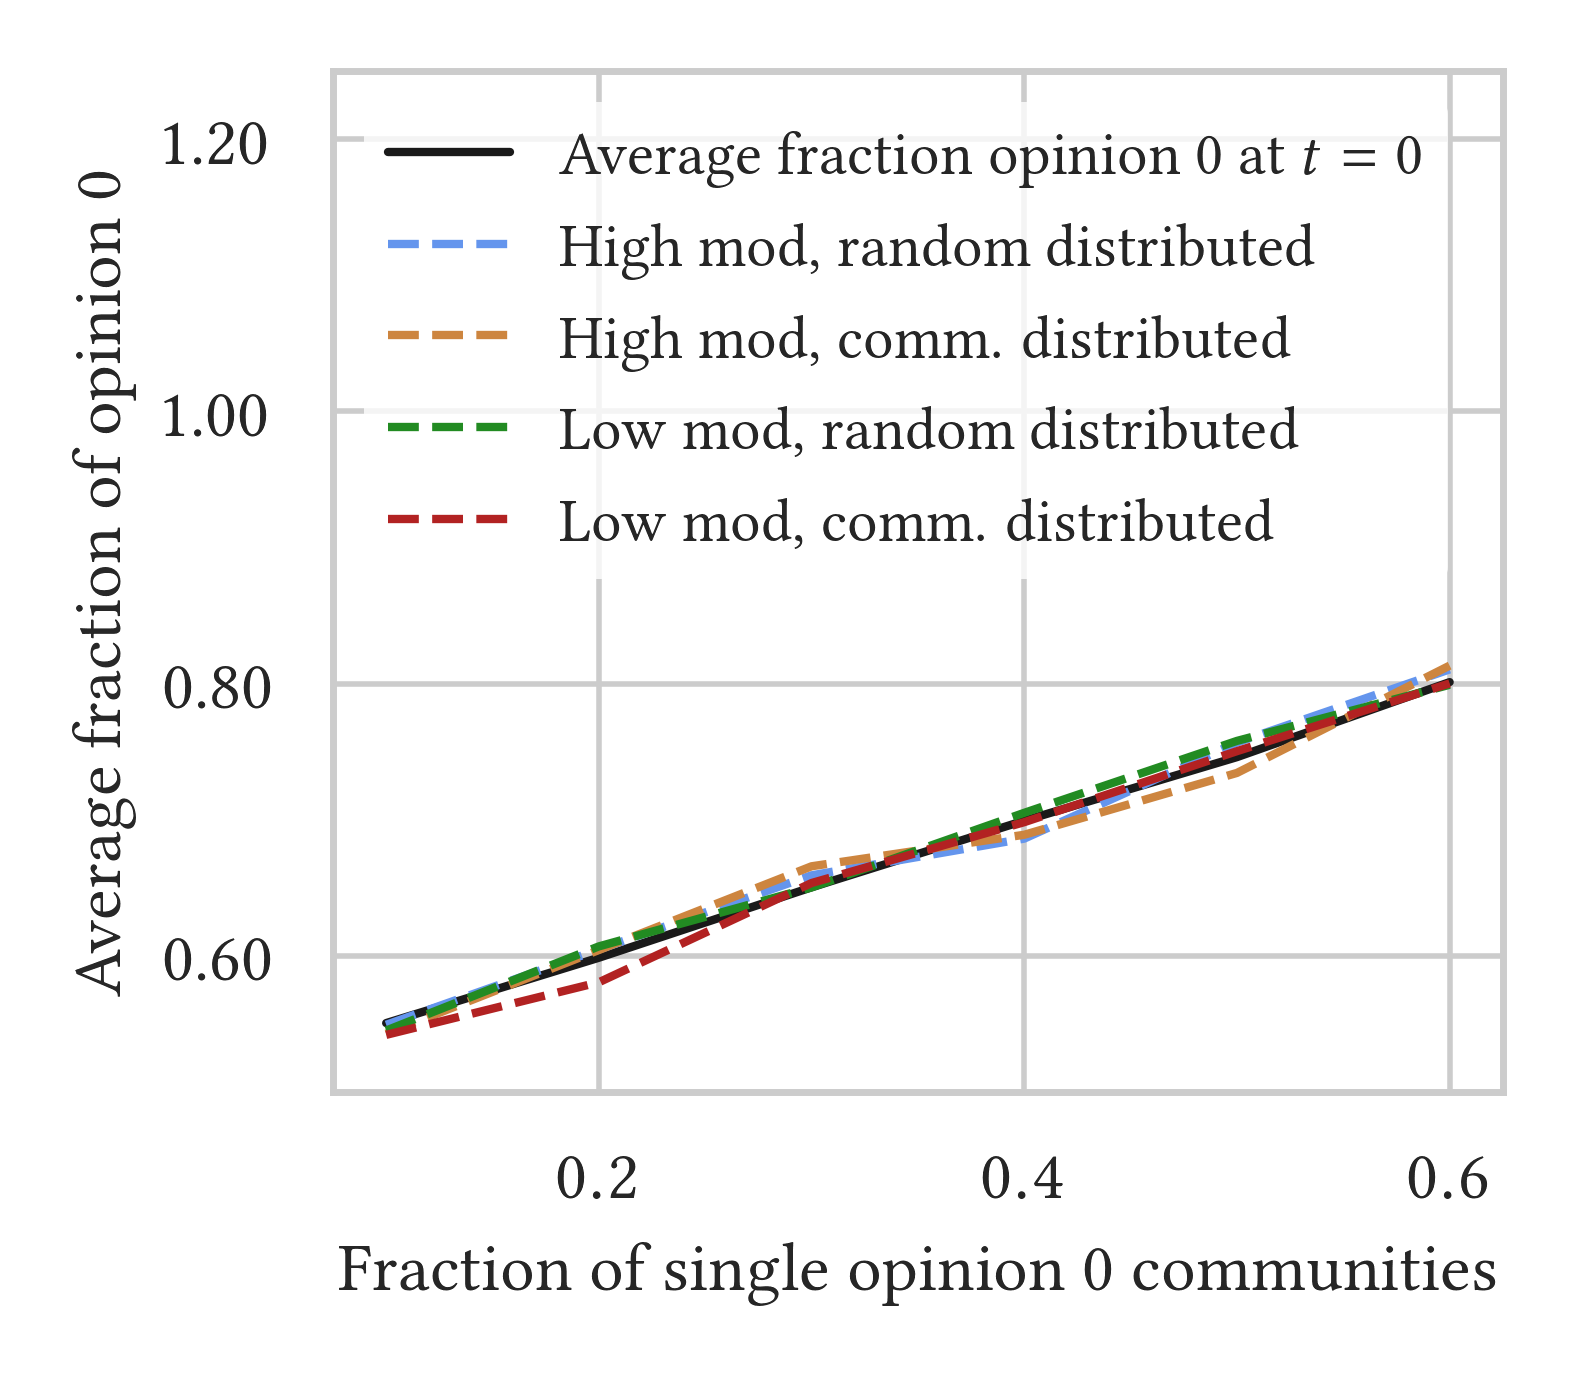 Average fraction of opinion 0
1.20
1.00
0.80
0.60
Average fraction opinion 0 at t = 0
High mod, random distributed
High mod, comm. distributed
Low mod, random distributed
Low mod, comm. distributed
0.2 0.4 0.6
Fraction of single opinion 0 communities